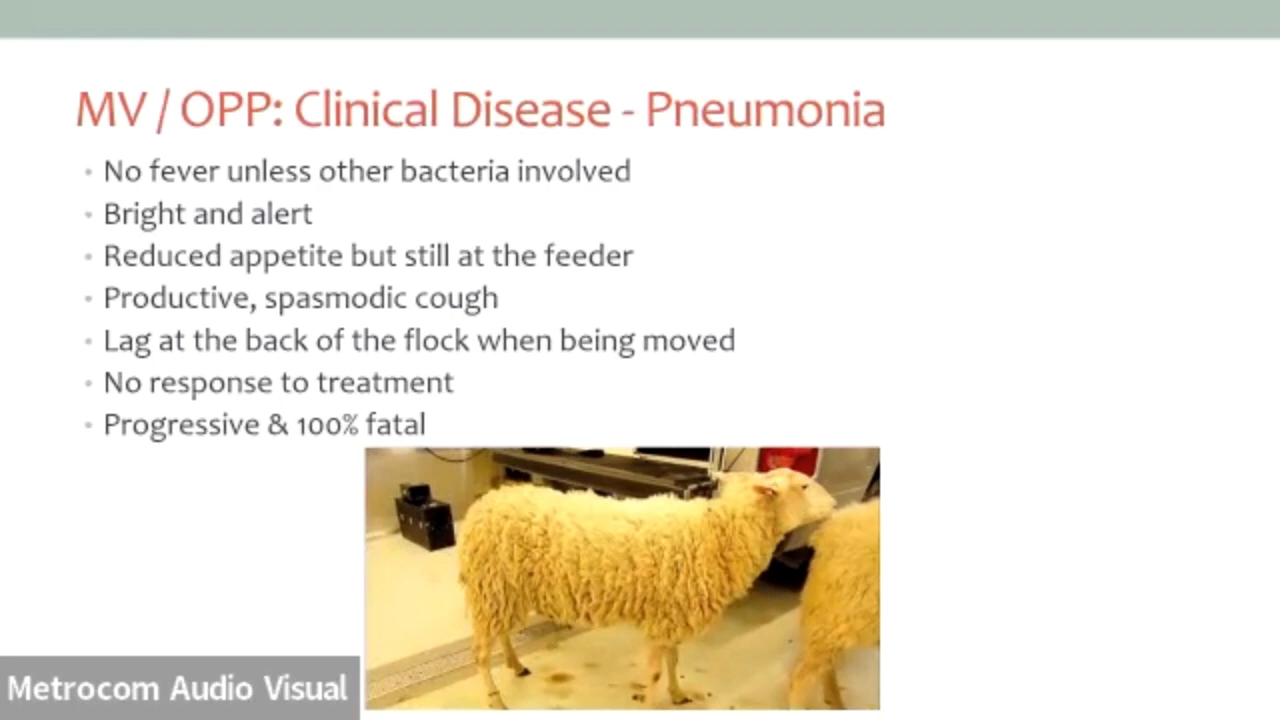 MV / OPP: Clinical Disease - Pneumonia
No fever unless other bacteria involved
Bright and alert
Reduced appetite but still at the feeder
Productive, spasmodic cough
Lag at the back of the flock when being moved
No response to treatment
Progressive & 100% fatal
Metrocom Audio Visual